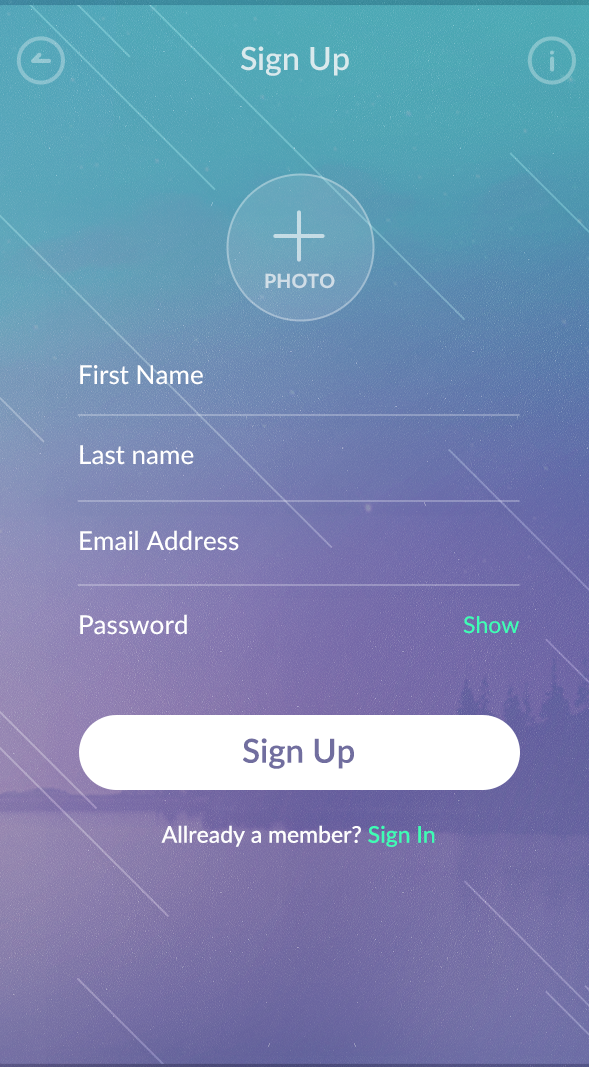 Sign Up
PHOTO
First Name
Last name
Email Address
Password Show
Sign Up
Allready a member? Sign In